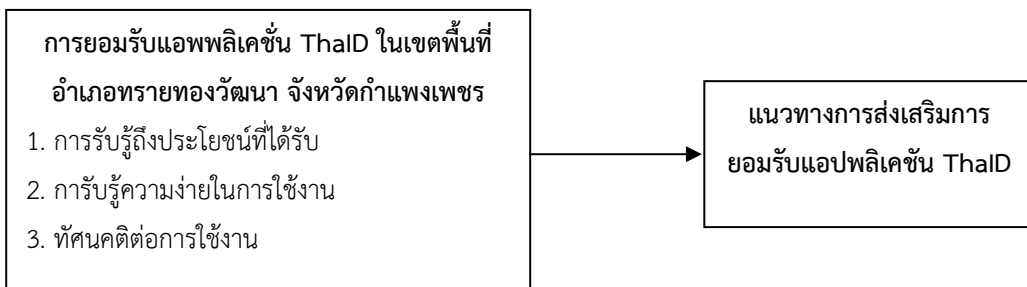 การยอมรับแอพพลิเคชั่น ThaID ในเขตพื้นที่
อำเภอทรายทองวัฒนา จังหวัดกำแพงเพชร
1. การรับรู้ถึงประโยชน์ที่ได้รับ
2. การับรู้ความง่ายในการใช้งาน
3. ทัศนคติต่อการใช้งาน
แนวทางการส่งเสริมการ
ยอมรับแอปพลิเคชัน ThaID